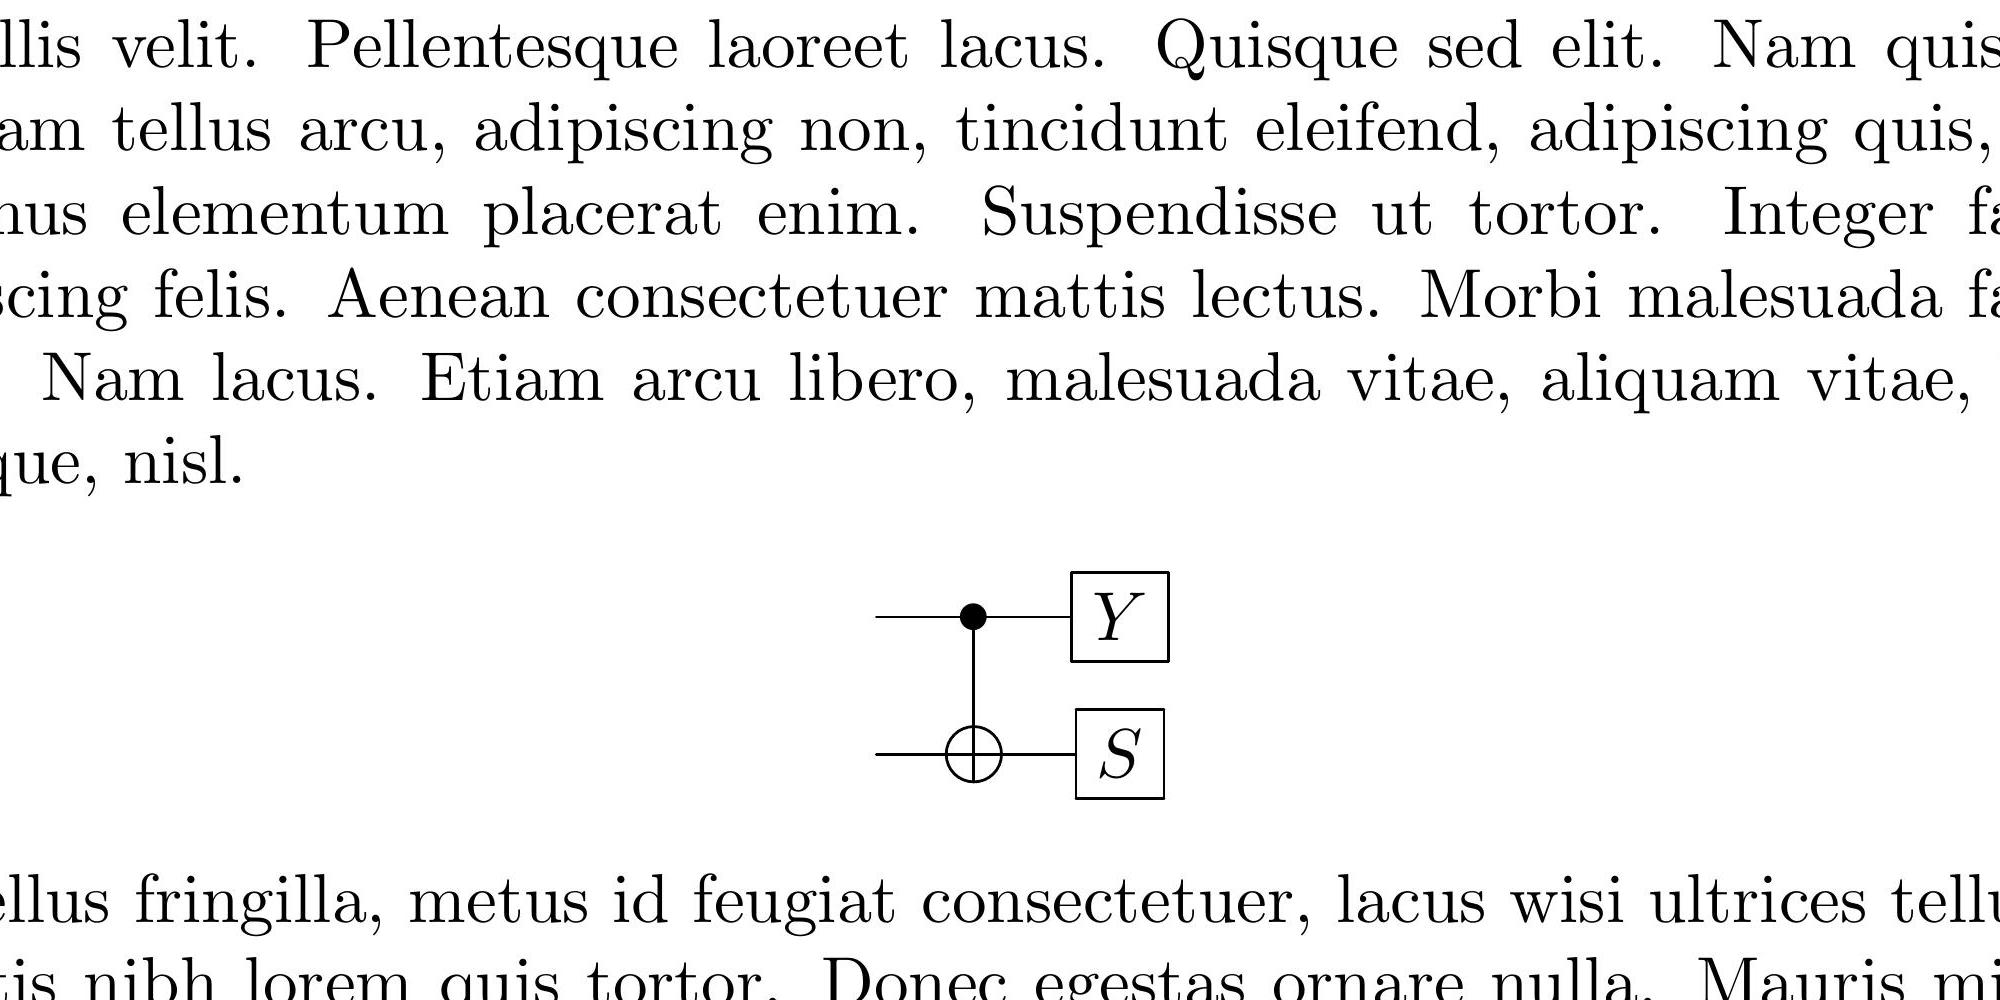 llis velit. Pellentesque laoreet lacus. Quisque sed elit. Nam quis
am tellus arcu, adipiscing non, tincidunt eleifend, adipiscing quis,
nus elementum placerat enim. Suspendisse ut tortor. Integer fa
scing felis. Aenean consectetuer mattis lectus. Morbi malesuada fa
Nam lacus. Etiam arcu libero, malesuada vitae, aliquam vitae,
que, nisl.
Y
S
ellus fringilla, metus id feugiat consectetuer, lacus wisi ultrices tellu
tis nibh lorem quis tortor. Donec egestas ornare nulla. Mauris mi